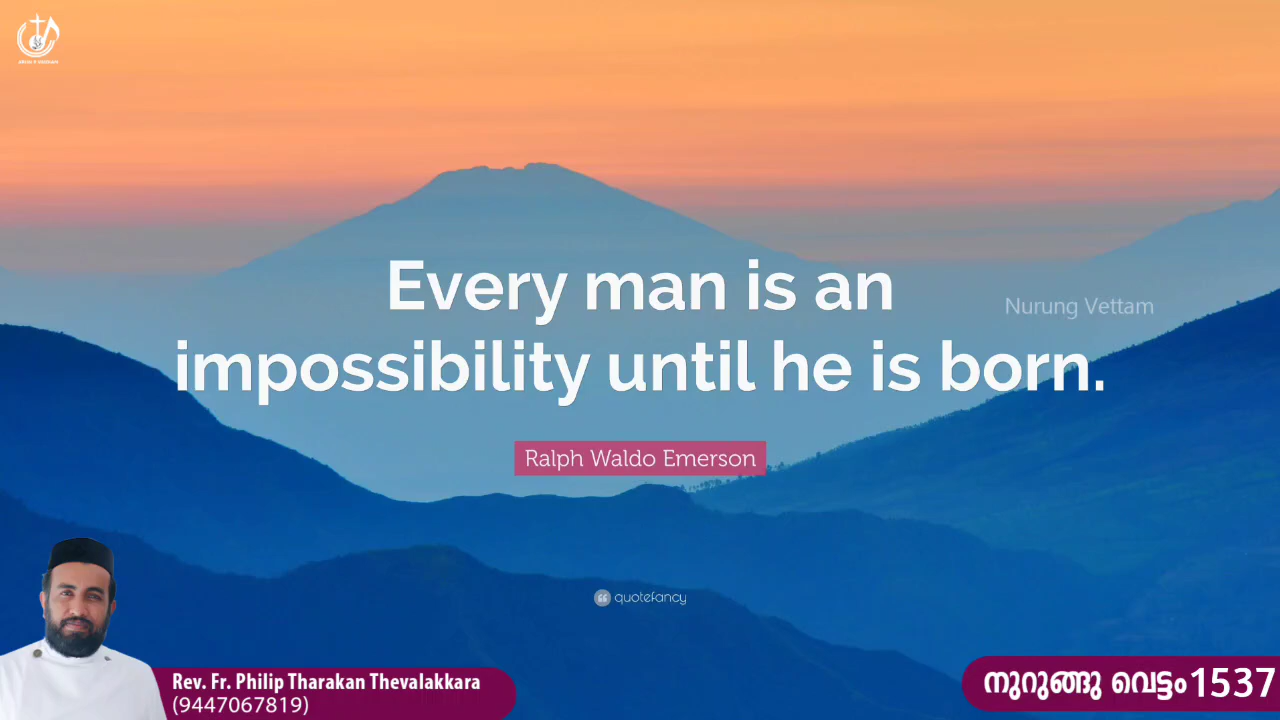 Every man is an
impossibility until he is born.
Nurung Vettam
Ralph Waldo Emerson
quotefancy
Rev. Fr. Philip Tharakan Thevalakkara
(9447067819)
നുറുങ്ങു വെട്ടം 1537